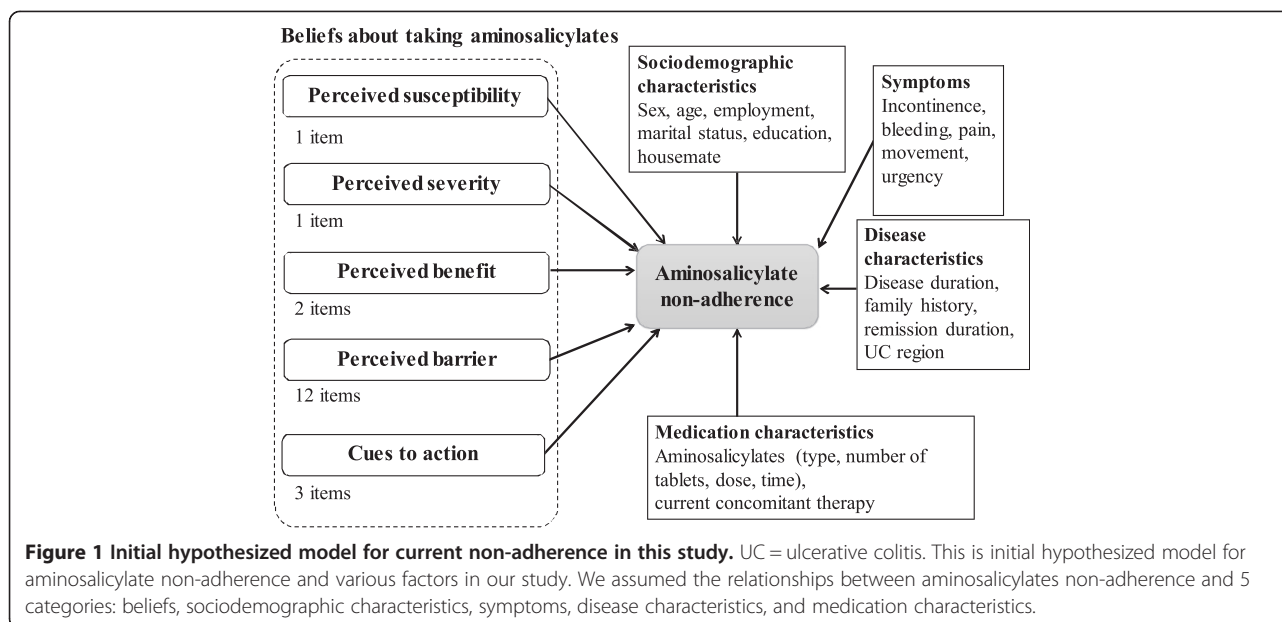 Beliefs about taking aminosalicylates
Perceived susceptibility
1 item
Perceived severity
1 item
Perceived benefit
2 items
Perceived barrier
12 items
Cues to action
3 items
Sociodemographic
characteristics
Sex, age, employment,
marital status, education,
housemate
Symptoms
Incontinence,
bleeding, pain,
movement,
urgency
Aminosalicylate
non-adherence
Disease
characteristics
Disease duration,
family history,
remission duration,
UC region
Medication characteristics
Aminosalicylates (type, number of
tablets, dose, time),
current concomitant therapy
Figure 1 Initial hypothesized model for current non-adherence in this study. UC = ulcerative colitis. This is initial hypothesized model for
aminosalicylate non-adherence and various factors in our study. We assumed the relationships between aminosalicylates non-adherence and 5
categories: beliefs, sociodemographic characteristics, symptoms, disease characteristics, and medication characteristics.